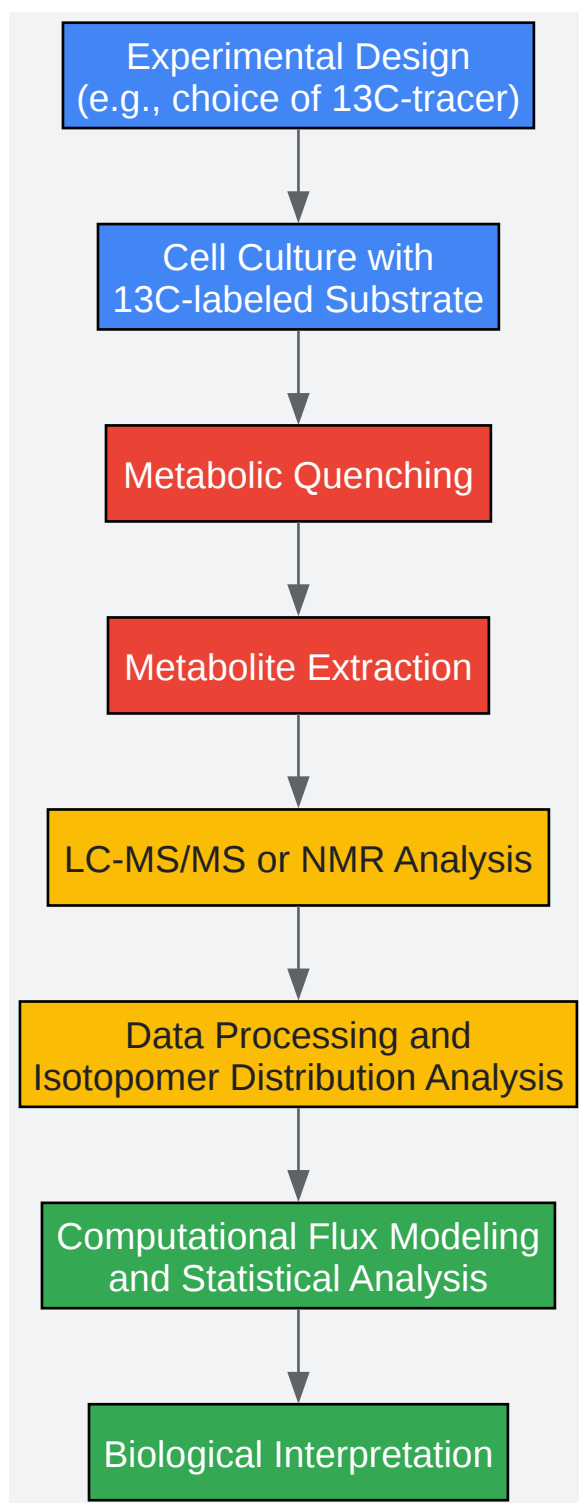 Experimental Design
(e.g., choice of 13C-tracer)
Cell Culture with
13C-labeled Substrate
Metabolic Quenching
Metabolite Extraction
LC-MS/MS or NMR Analysis
Data Processing and
Isotopomer Distribution Analysis
Computational Flux Modeling
and Statistical Analysis
Biological Interpretation